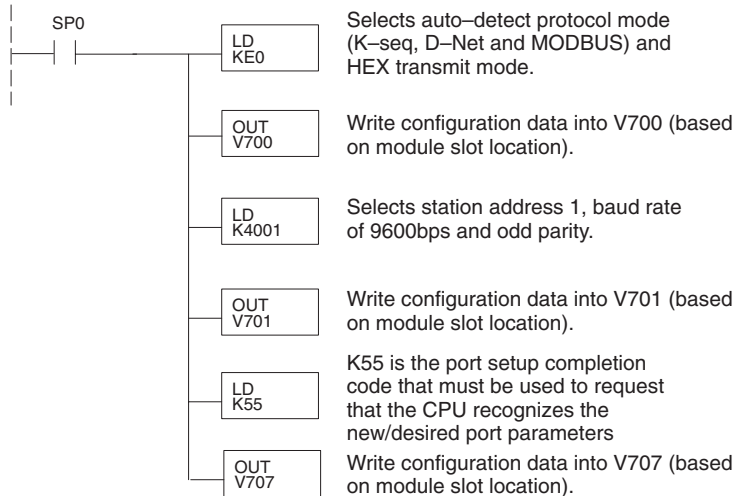 SP0
LD
KE0
Selects auto–detect protocol mode
(K–seq, D–Net and MODBUS) and
HEX transmit mode.
OUT
V700
Write configuration data into V700 (based
on module slot location).
LD
K4001
Selects station address 1, baud rate
of 9600bps and odd parity.
OUT
V701
Write configuration data into V701 (based
on module slot location).
LD
K55
K55 is the port setup completion
code that must be used to request
that the CPU recognizes the
new/desired port parameters
OUT
V707
Write configuration data into V707 (based
on module slot location).